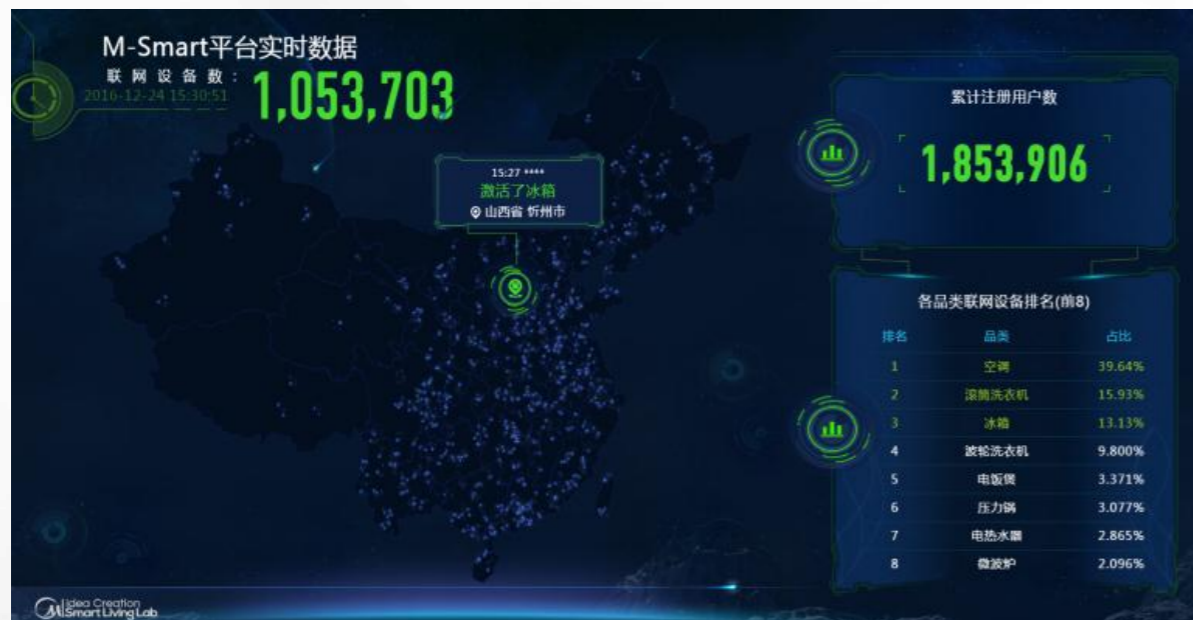 M-Smart平台实时数据
联网设备数:
1,053,703
2016-12-24 15:30:51
15:27 ****
激活了冰箱
山西省 忻州市
累计注册用户数
1,853,906
各品类联网设备排名(前8)
排名 品类 占比
1 空调 39.64%
2 滚筒洗衣机 15.93%
3 冰箱 13.13%
4 波轮洗衣机 9.800%
5 电饭煲 3.371%
6 压力锅 3.077%
7 电热水器 2.865%
8 微波炉 2.096%
Idea Creation
Smart Living Lab